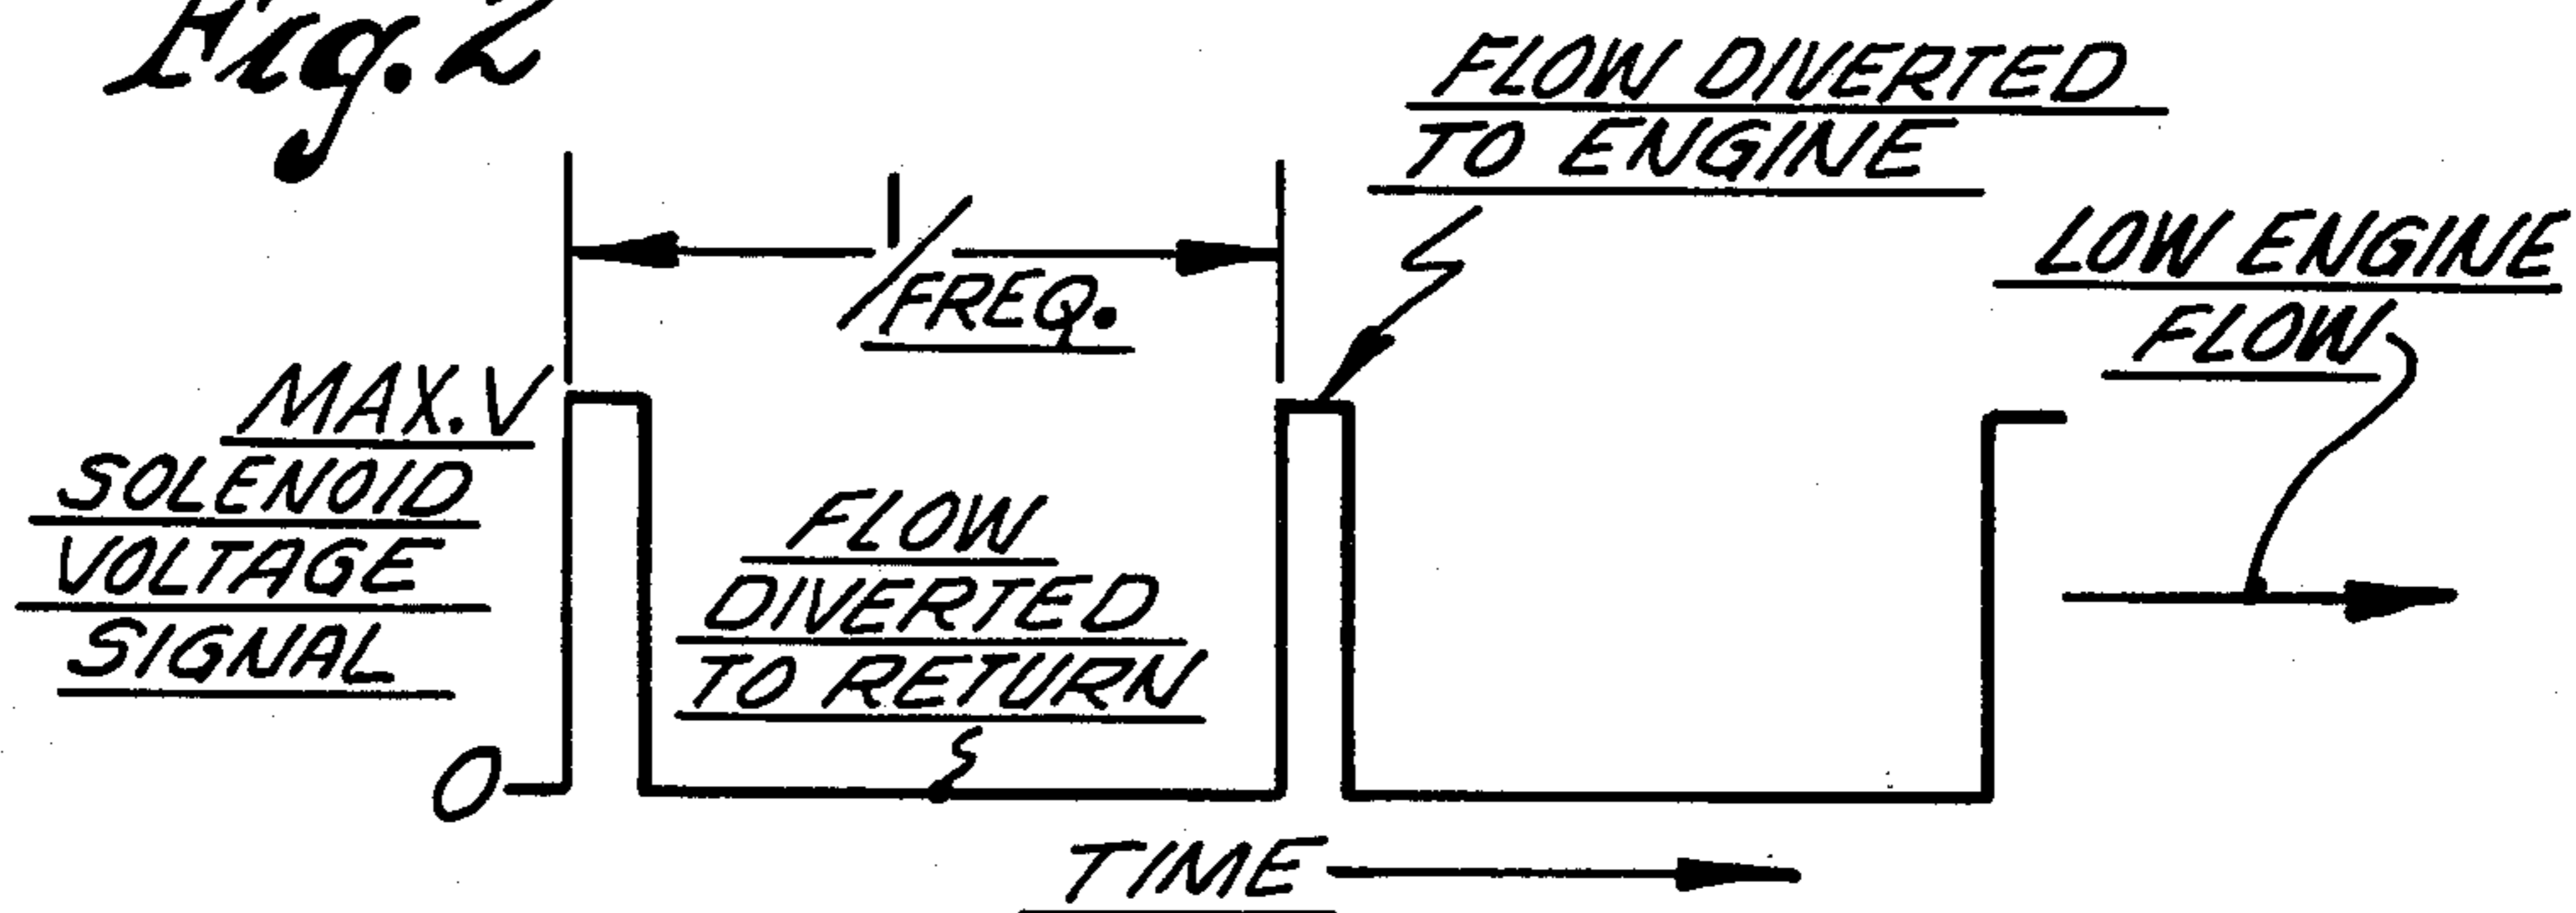 Fig. 2
FLOW DIVERTED
TO ENGINE
1/FREQ.
LOW ENGINE
FLOW
MAX. V
SOLENOID
VOLTAGE
SIGNAL
FLOW
DIVERTED
TO RETURN
0
TIME